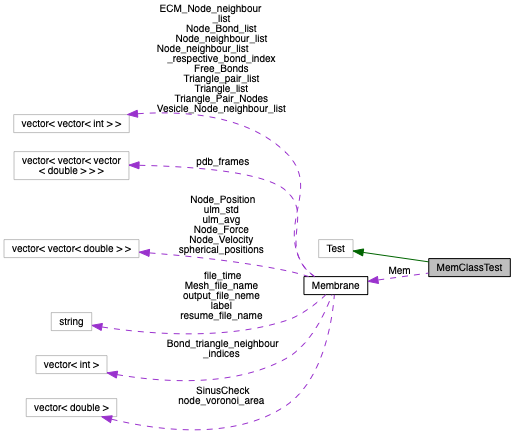 ECM_Node_neighbour
_list
Node_Bond_list
Node_neighbour_list
Node_neighbour_list
_respective_bond_index
Free_Bonds
Triangle_pair_list
Triangle_list
Triangle_Pair_Nodes
Vesicle_Node_neighbour_list
vector< vector< int > >
vector< vector< vector
< double > > >
pdb_frames
Node_Position
ulm_std
ulm_avg
Node_Force
Node_Velocity
spherical_positions
vector< vector< double > >
Test
MemClassTest
Mem
Membrane
file_time
Mesh_file_name
output_file_neme
label
resume_file_name
string
Bond_triangle_neighbour
_indices
vector< int >
SinusCheck
node_voronoi_area
vector< double >